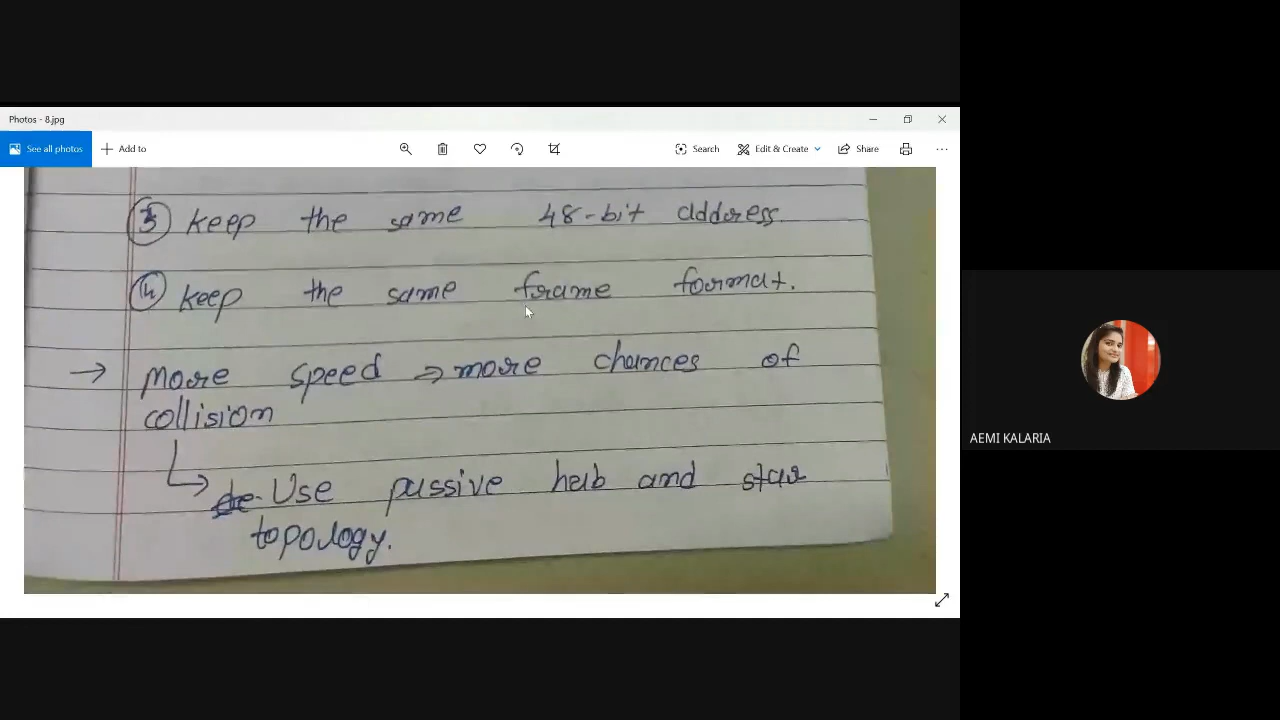 Photos - 8.jpg
See all photos
Add to
Search
Edit & Create
Share
③ keep the same 48-bit address
④ keep the same frame format.
→ More speed ⇒ more chances of
collision
↳ Use passive hub and star
topology.
AEMI KALARIA